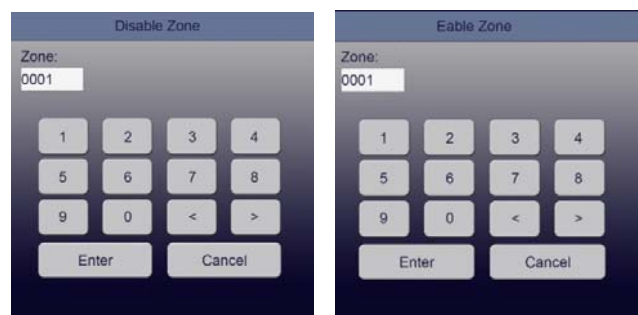 Disable Zone
Zone:
0001
1 2 3 4
5 6 7 8
9 0 < >
Enter Cancel
Eable Zone
Zone:
0001
1 2 3 4
5 6 7 8
9 0 < >
Enter Cancel